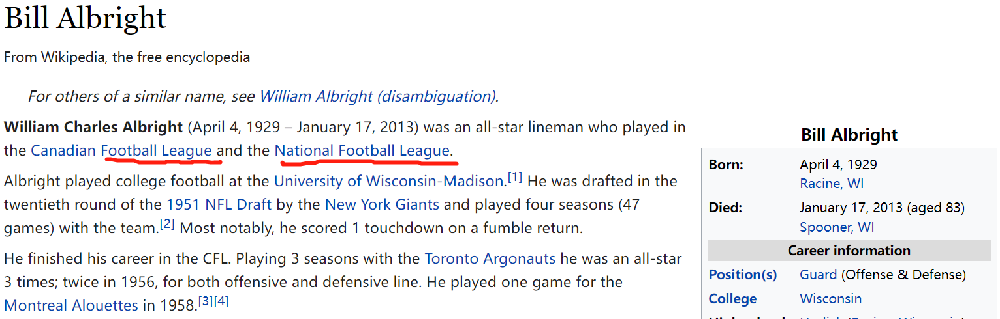 Bill Albright
From Wikipedia, the free encyclopedia
For others of a similar name, see William Albright (disambiguation).
William Charles Albright (April 4, 1929 – January 17, 2013) was an all-star lineman who played in
the Canadian Football League and the National Football League.
Albright played college football at the University of Wisconsin-Madison.[1] He was drafted in the
twentieth round of the 1951 NFL Draft by the New York Giants and played four seasons (47
games) with the team.[2] Most notably, he scored 1 touchdown on a fumble return.
He finished his career in the CFL. Playing 3 seasons with the Toronto Argonauts he was an all-star
3 times; twice in 1956, for both offensive and defensive line. He played one game for the
Montreal Alouettes in 1958.[3][4]
Bill Albright
Born: April 4, 1929
Racine, WI
Died: January 17, 2013 (aged 83)
Spooner, WI
Career information
Position(s) Guard (Offense & Defense)
College Wisconsin